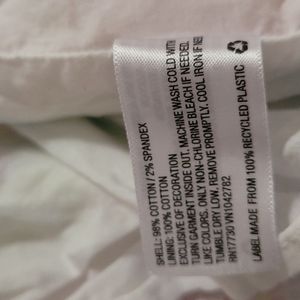 SHELL: 98% COTTON / 2% SPANDEX
LINING: 100% COTTON
EXCLUSIVE OF DECORATION
TURN GARMENT INSIDE OUT. MACHINE WASH COLD WITH
LIKE COLORS. ONLY NON-CHLORINE BLEACH IF NEEDED.
TUMBLE DRY LOW. REMOVE PROMPTLY. COOL IRON IF NEE
RN17730 VN1042782
LABEL MADE FROM 100% RECYCLED PLASTIC